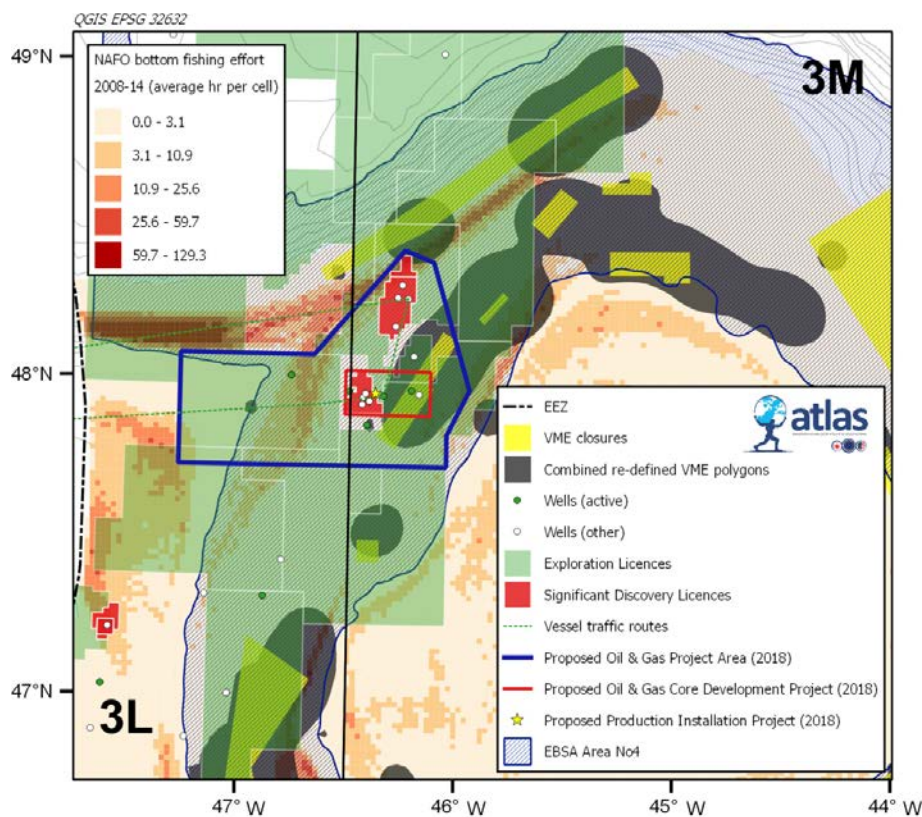 QGIS EPSG 32632
49° N
48° N
47° N
NAFO bottom fishing effort
2008-14 (average hr per cell)
0.0 - 3.1
3.1 - 10.9
10.9 - 25.6
25.6 - 59.7
59.7 - 129.3
3M
3L
atlas
EEZ
VME closures
Combined re-defined VME polygons
Wells (active)
Wells (other)
Exploration Licences
Significant Discovery Licences
Vessel traffic routes
Proposed Oil & Gas Project Area (2018)
Proposed Oil & Gas Core Development Project (2018)
Proposed Production Installation Project (2018)
EBSA Area No4
47° W
46° W
45° W
44° W